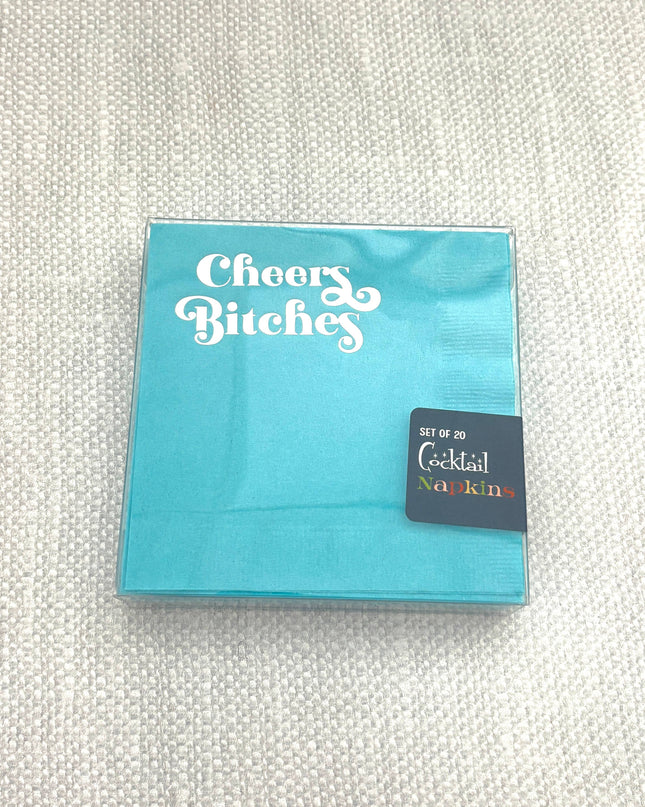 Cheers
Bitches
SET OF 20
Cocktail
Napkins